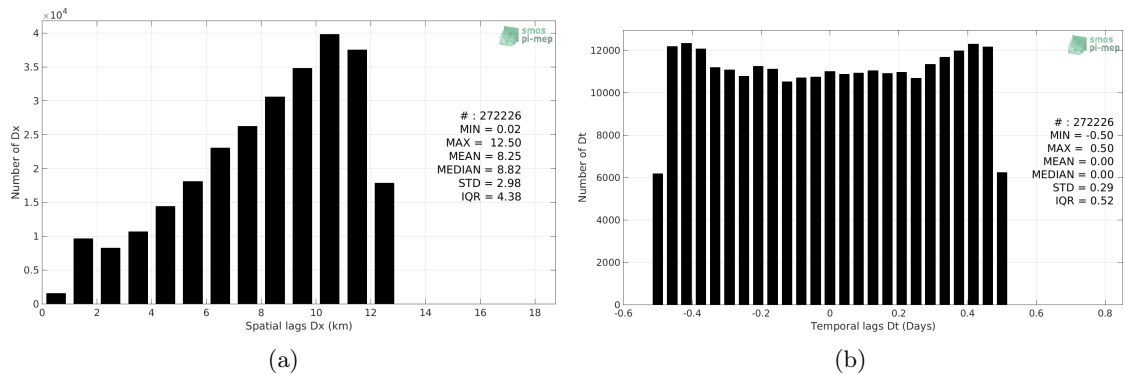 ×10⁴
4
3.5
3
2.5
2
1.5
1
0.5
0
Number of Dx
0 2 4 6 8 10 12 14 16 18
Spatial lags Dx (km)
smos
pi-mep
# : 272226
MIN = 0.02
MAX = 12.50
MEAN = 8.25
MEDIAN = 8.82
STD = 2.98
IQR = 4.38
(a)
12000
10000
8000
6000
4000
2000
0
Number of Dt
-0.6 -0.4 -0.2 0 0.2 0.4 0.6 0.8
Temporal lags Dt (Days)
smos
pi-mep
# : 272226
MIN = -0.50
MAX = 0.50
MEAN = 0.00
MEDIAN = 0.00
STD = 0.29
IQR = 0.52
(b)